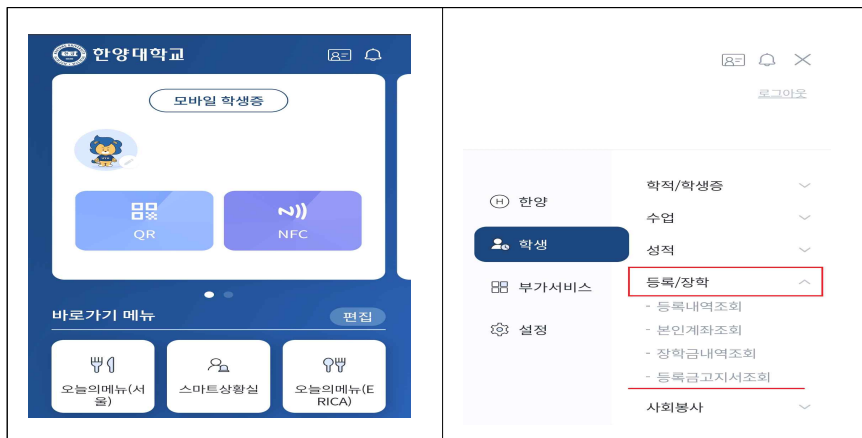 한양대학교
모바일 학생증
QR
NFC
바로가기 메뉴
편집
오늘의메뉴(서
울)
스마트상황실
오늘의메뉴(E
RICA)
로그아웃
H 한양
학생
부가서비스
설정
학적/학생증
수업
성적
등록/장학
- 등록내역조회
- 본인계좌조회
- 장학금내역조회
- 등록금고지서조회
사회봉사